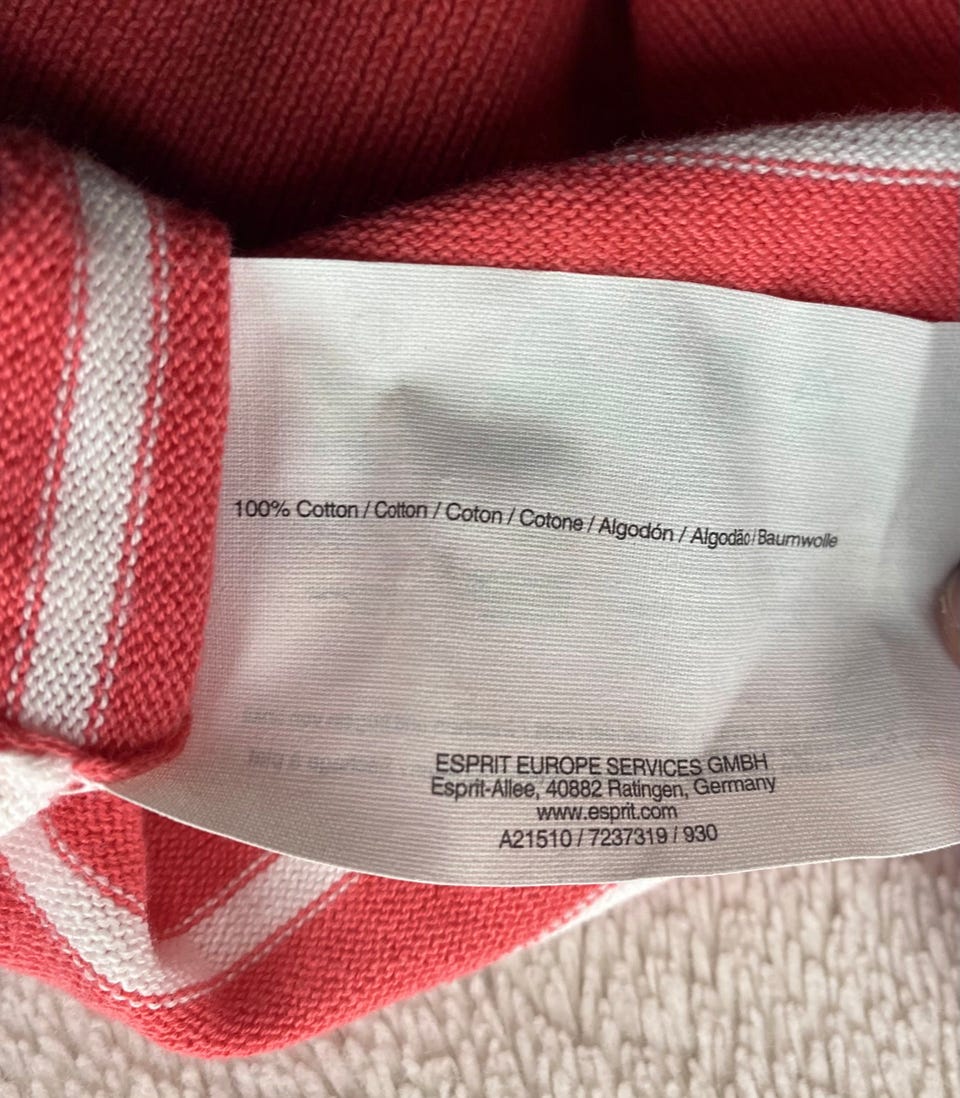 100% Cotton / Cotton / Coton / Cotone / Algodón / Algodão / Baumwolle
ESPRIT EUROPE SERVICES GMBH
Esprit-Allee, 40882 Ratingen, Germany
www.esprit.com
A21510 / 7237319 / 930